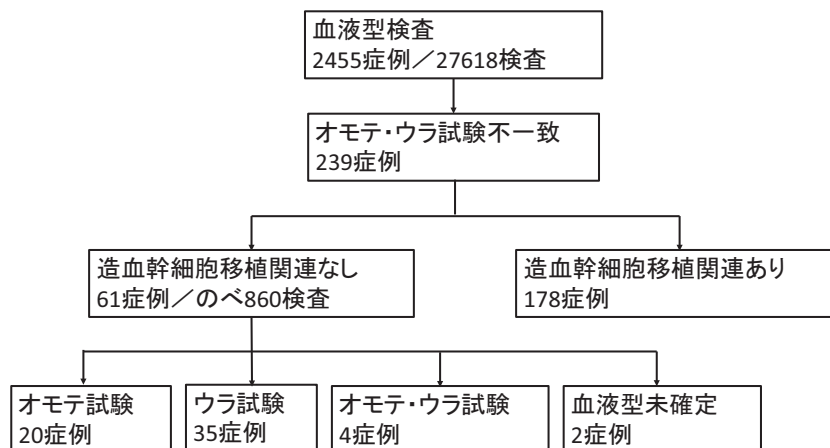 血液型検査
2455症例／27618検査
オモテ・ウラ試験不一致
239症例
造血幹細胞移植関連なし
61症例／のべ860検査
造血幹細胞移植関連あり
178症例
オモテ試験
20症例
ウラ試験
35症例
オモテ・ウラ試験
4症例
血液型未確定
2症例